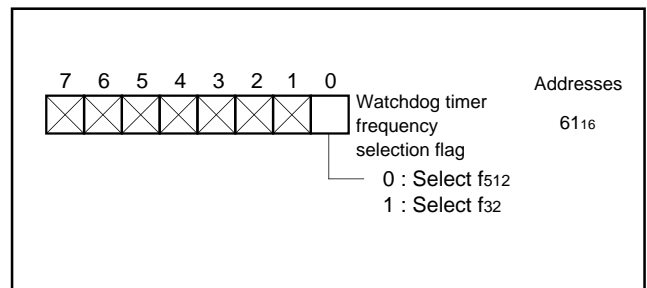 7 6 5 4 3 2 1 0
Addresses
Watchdog timer
frequency
selection flag
61₁₆
0 : Select f₅₁₂
1 : Select f₃₂